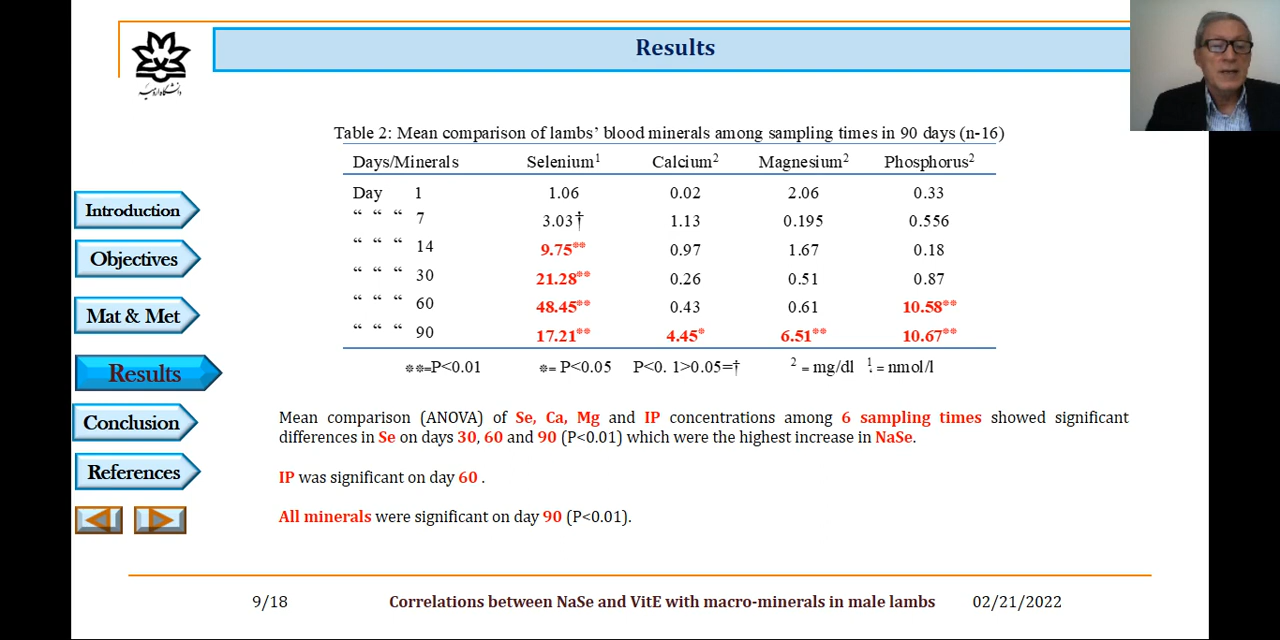 Results
دانشگاه ارومیه
Table 2: Mean comparison of lambs’ blood minerals among sampling times in 90 days (n-16)
Days/Minerals Selenium¹ Calcium² Magnesium² Phosphorus²
Day 1 1.06 0.02 2.06 0.33
“ “ “ 7 3.03† 1.13 0.195 0.556
“ “ “ 14 9.75** 0.97 1.67 0.18
“ “ “ 30 21.28** 0.26 0.51 0.87
“ “ “ 60 48.45** 0.43 0.61 10.58**
“ “ “ 90 17.21** 4.45* 6.51** 10.67**
**=P<0.01 *= P<0.05 P<0. 1>0.05=† ² = mg/dl ¹ = nmol/l
Introduction
Objectives
Mat & Met
Results
Conclusion
References
Mean comparison (ANOVA) of Se, Ca, Mg and IP concentrations among 6 sampling times showed significant
differences in Se on days 30, 60 and 90 (P<0.01) which were the highest increase in NaSe.
IP was significant on day 60 .
All minerals were significant on day 90 (P<0.01).
9/18 Correlations between NaSe and VitE with macro-minerals in male lambs 02/21/2022